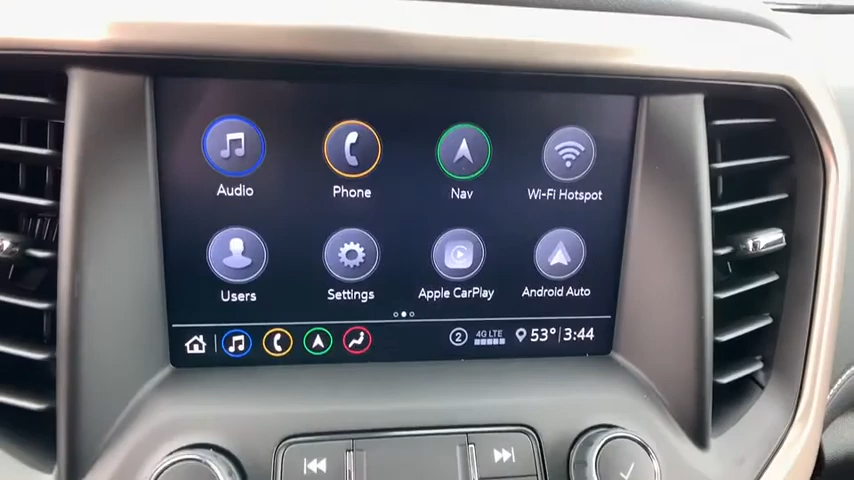 Audio Phone Nav Wi-Fi Hotspot
Users Settings Apple CarPlay Android Auto
2 4G LTE 53° 3:44